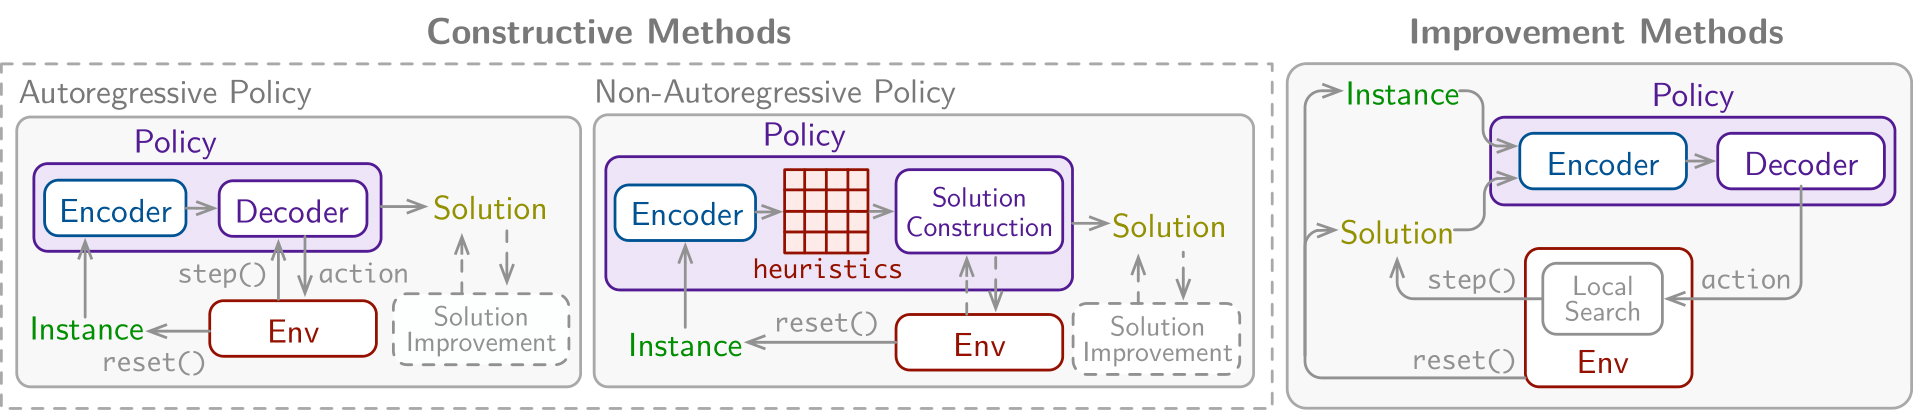 Constructive Methods
Autoregressive Policy
Policy
Encoder
Decoder
Solution
step()
action
Instance
Env
reset()
Solution
Improvement
Non-Autoregressive Policy
Policy
Encoder
heuristics
Solution
Construction
Solution
Instance
reset()
Env
Solution
Improvement
Improvement Methods
Instance
Policy
Encoder
Decoder
Solution
step()
Local
Search
action
reset()
Env